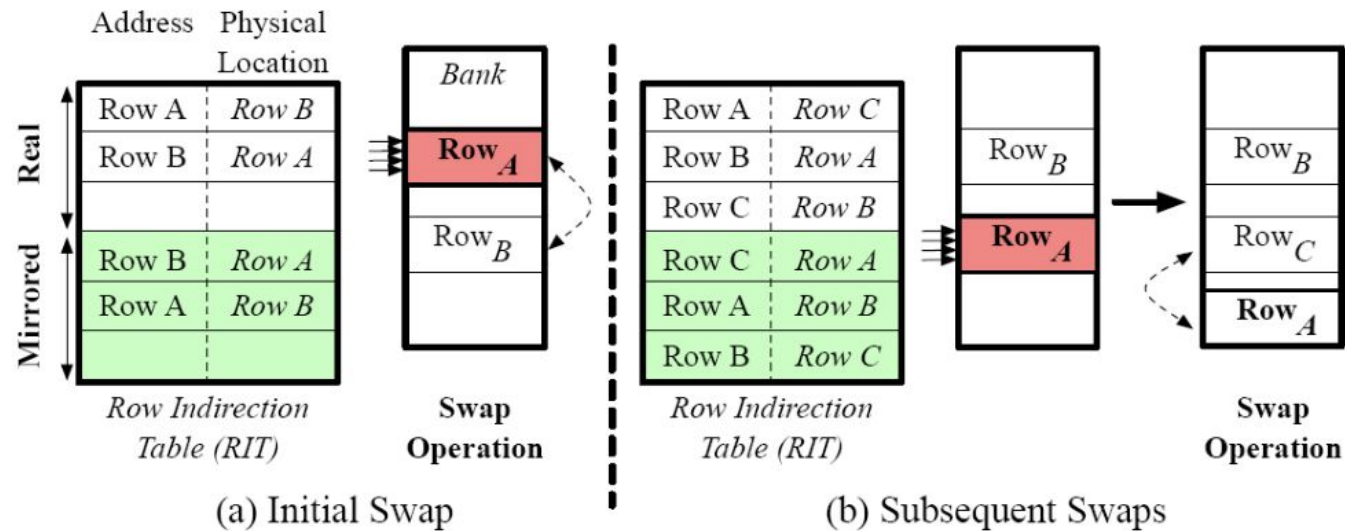 Address Physical
Location
Real
Row A Row B
Row B Row A
Mirrored
Row B Row A
Row A Row B
Row Indirection
Table (RIT)
Bank
Row A
Row B
Swap
Operation
(a) Initial Swap
Row A Row C
Row B Row A
Row C Row B
Row C Row A
Row A Row B
Row B Row C
Row Indirection
Table (RIT)
Row B
Row A
Row B
Row C
Row A
Swap
Operation
(b) Subsequent Swaps